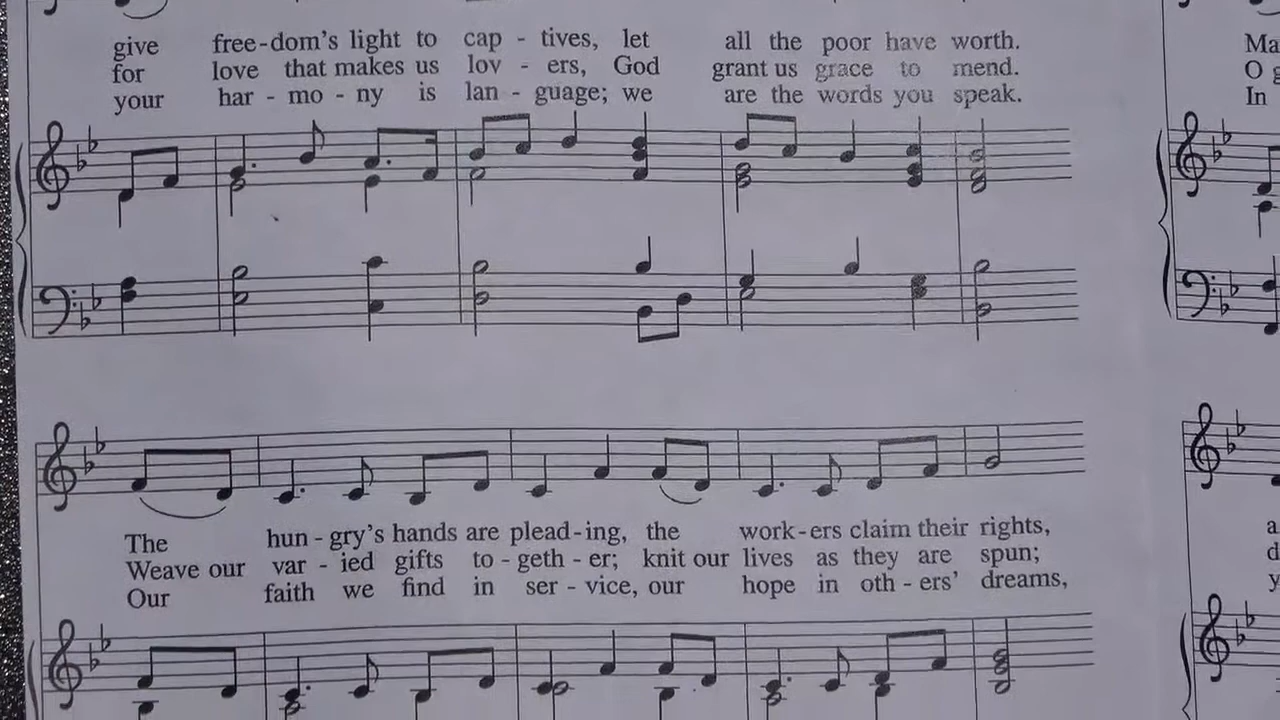 give free-dom's light to cap - tives, let all the poor have worth. Ma
for love that makes us lov - ers, God grant us grace to mend. O g
your har - mo - ny is lan - guage; we are the words you speak. In
The hun - gry's hands are plead-ing, the work-ers claim their rights, a
Weave our var - ied gifts to - geth - er; knit our lives as they are spun; d
Our faith we find in ser - vice, our hope in oth - ers' dreams, y